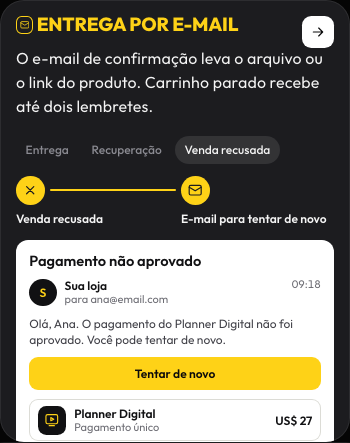 ENTREGA POR E-MAIL
O e-mail de confirmação leva o arquivo ou
o link do produto. Carrinho parado recebe
até dois lembretes.
Entrega Recuperação Venda recusada
Venda recusada E-mail para tentar de novo
Pagamento não aprovado
S Sua loja 09:18
para ana@email.com
Olá, Ana. O pagamento do Planner Digital não foi
aprovado. Você pode tentar de novo.
Tentar de novo
Planner Digital
Pagamento único US$ 27